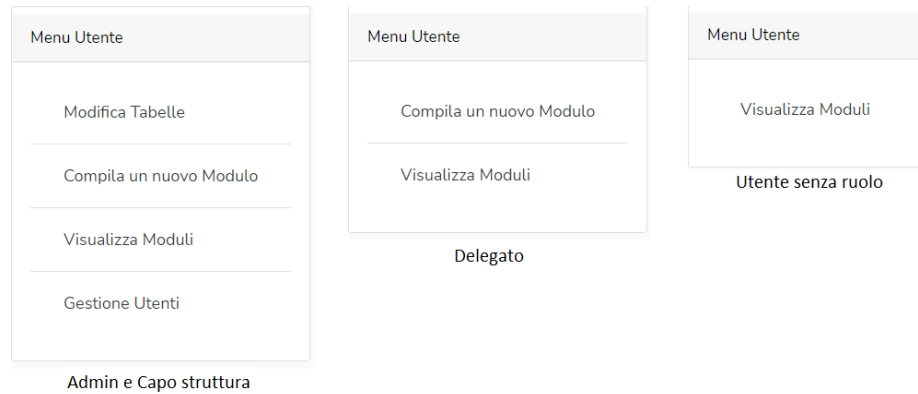 Menu Utente
Modifica Tabelle
Compila un nuovo Modulo
Visualizza Moduli
Gestione Utenti
Admin e Capo struttura
Menu Utente
Compila un nuovo Modulo
Visualizza Moduli
Delegato
Menu Utente
Visualizza Moduli
Utente senza ruolo